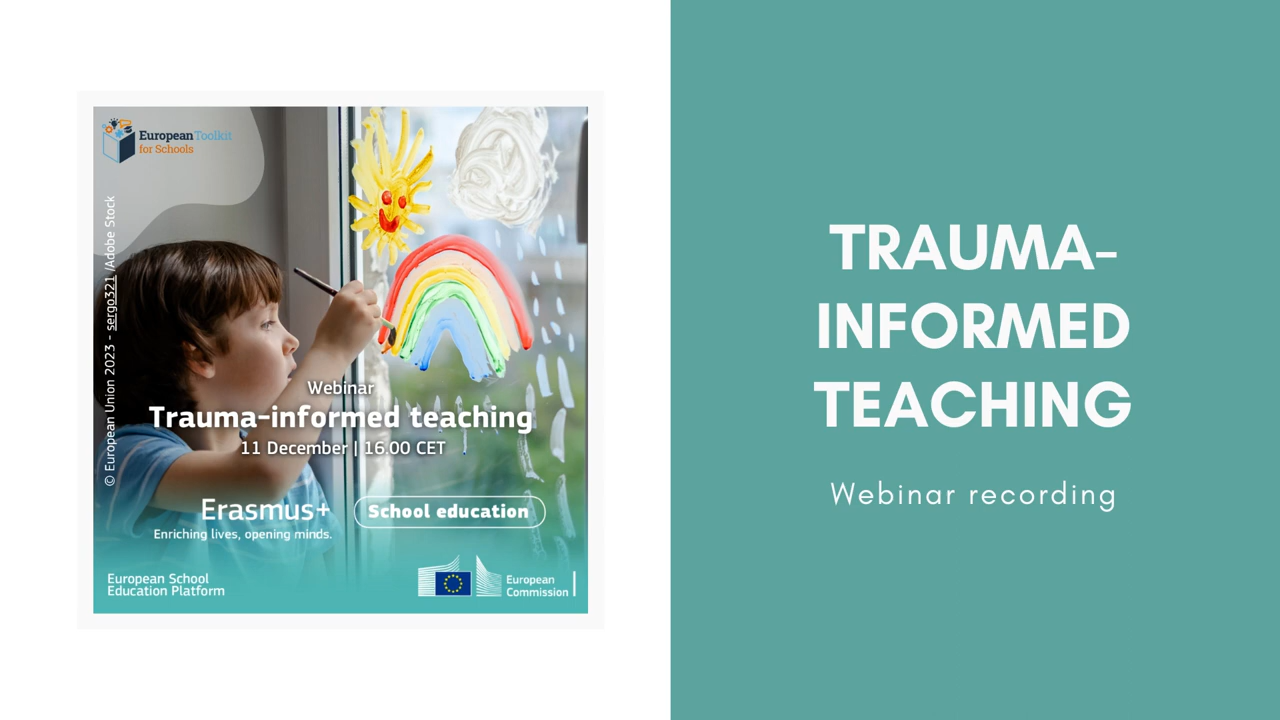 European Toolkit
for Schools
© European Union 2023 - sergo321 /Adobe Stock
Webinar
Trauma-informed teaching
11 December | 16.00 CET
Erasmus+
Enriching lives, opening minds.
School education
European School
Education Platform
European
Commission
TRAUMA-
INFORMED
TEACHING
Webinar recording